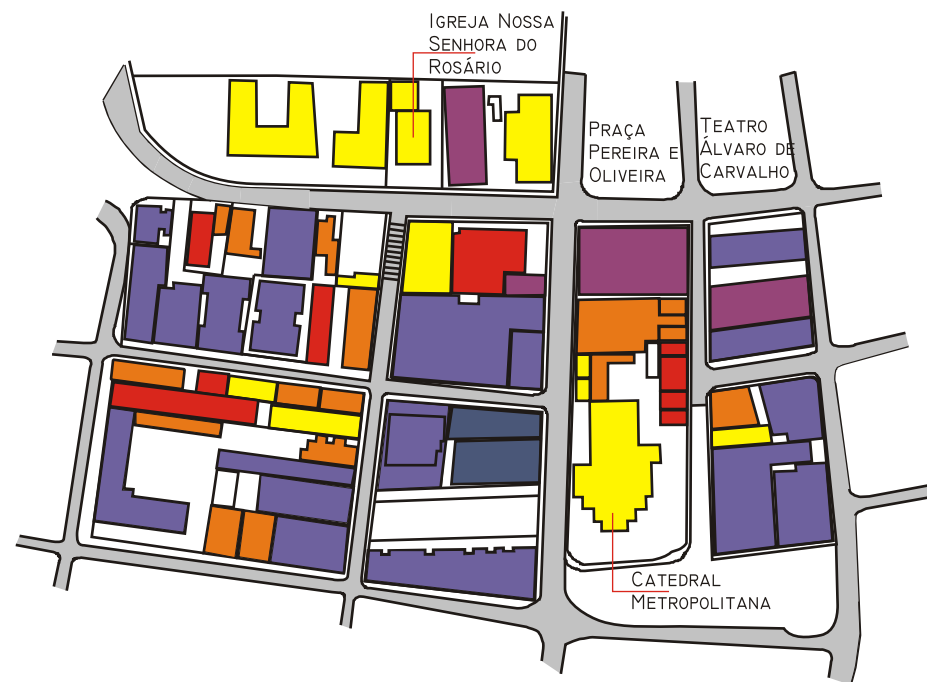 IGREJA NOSSA
SENHORA DO
ROSÁRIO
PRAÇA
PEREIRA E
OLIVEIRA
TEATRO
ÁLVARO DE
CARVALHO
CATEDRAL
METROPOLITANA